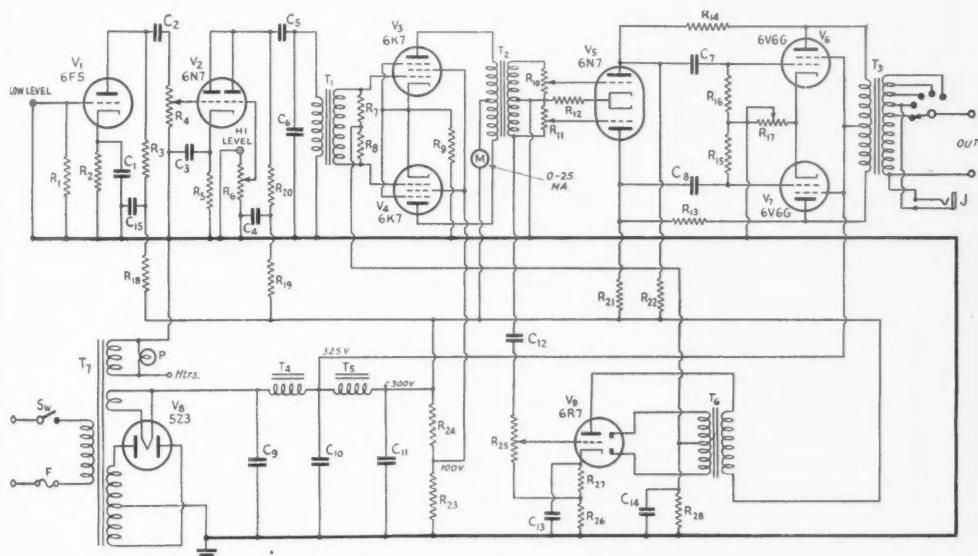 V1
6F5
LOW LEVEL
R1
R2
C1
C15
R3
R18
C2
R4
C3
V2
6N7
HI
LEVEL
R5
R6
C4
R20
R19
C5
C6
T1
R7
R8
V3
6K7
V4
6K7
R9
M
0-25
MA.
T2
R10
R11
R12
V5
6N7
R14
C7
C8
R16
R15
R13
R17
V6
6V6G
V7
6V6G
T3
OUT
J
R21
R22
T7
P
Htrs.
Sw
F
V8
5Z3
T4
325V
T5
300V
C9
C10
C11
R24
100V
R23
C12
R25
V9
6R7
R27
R26
C13
C14
R28
T6